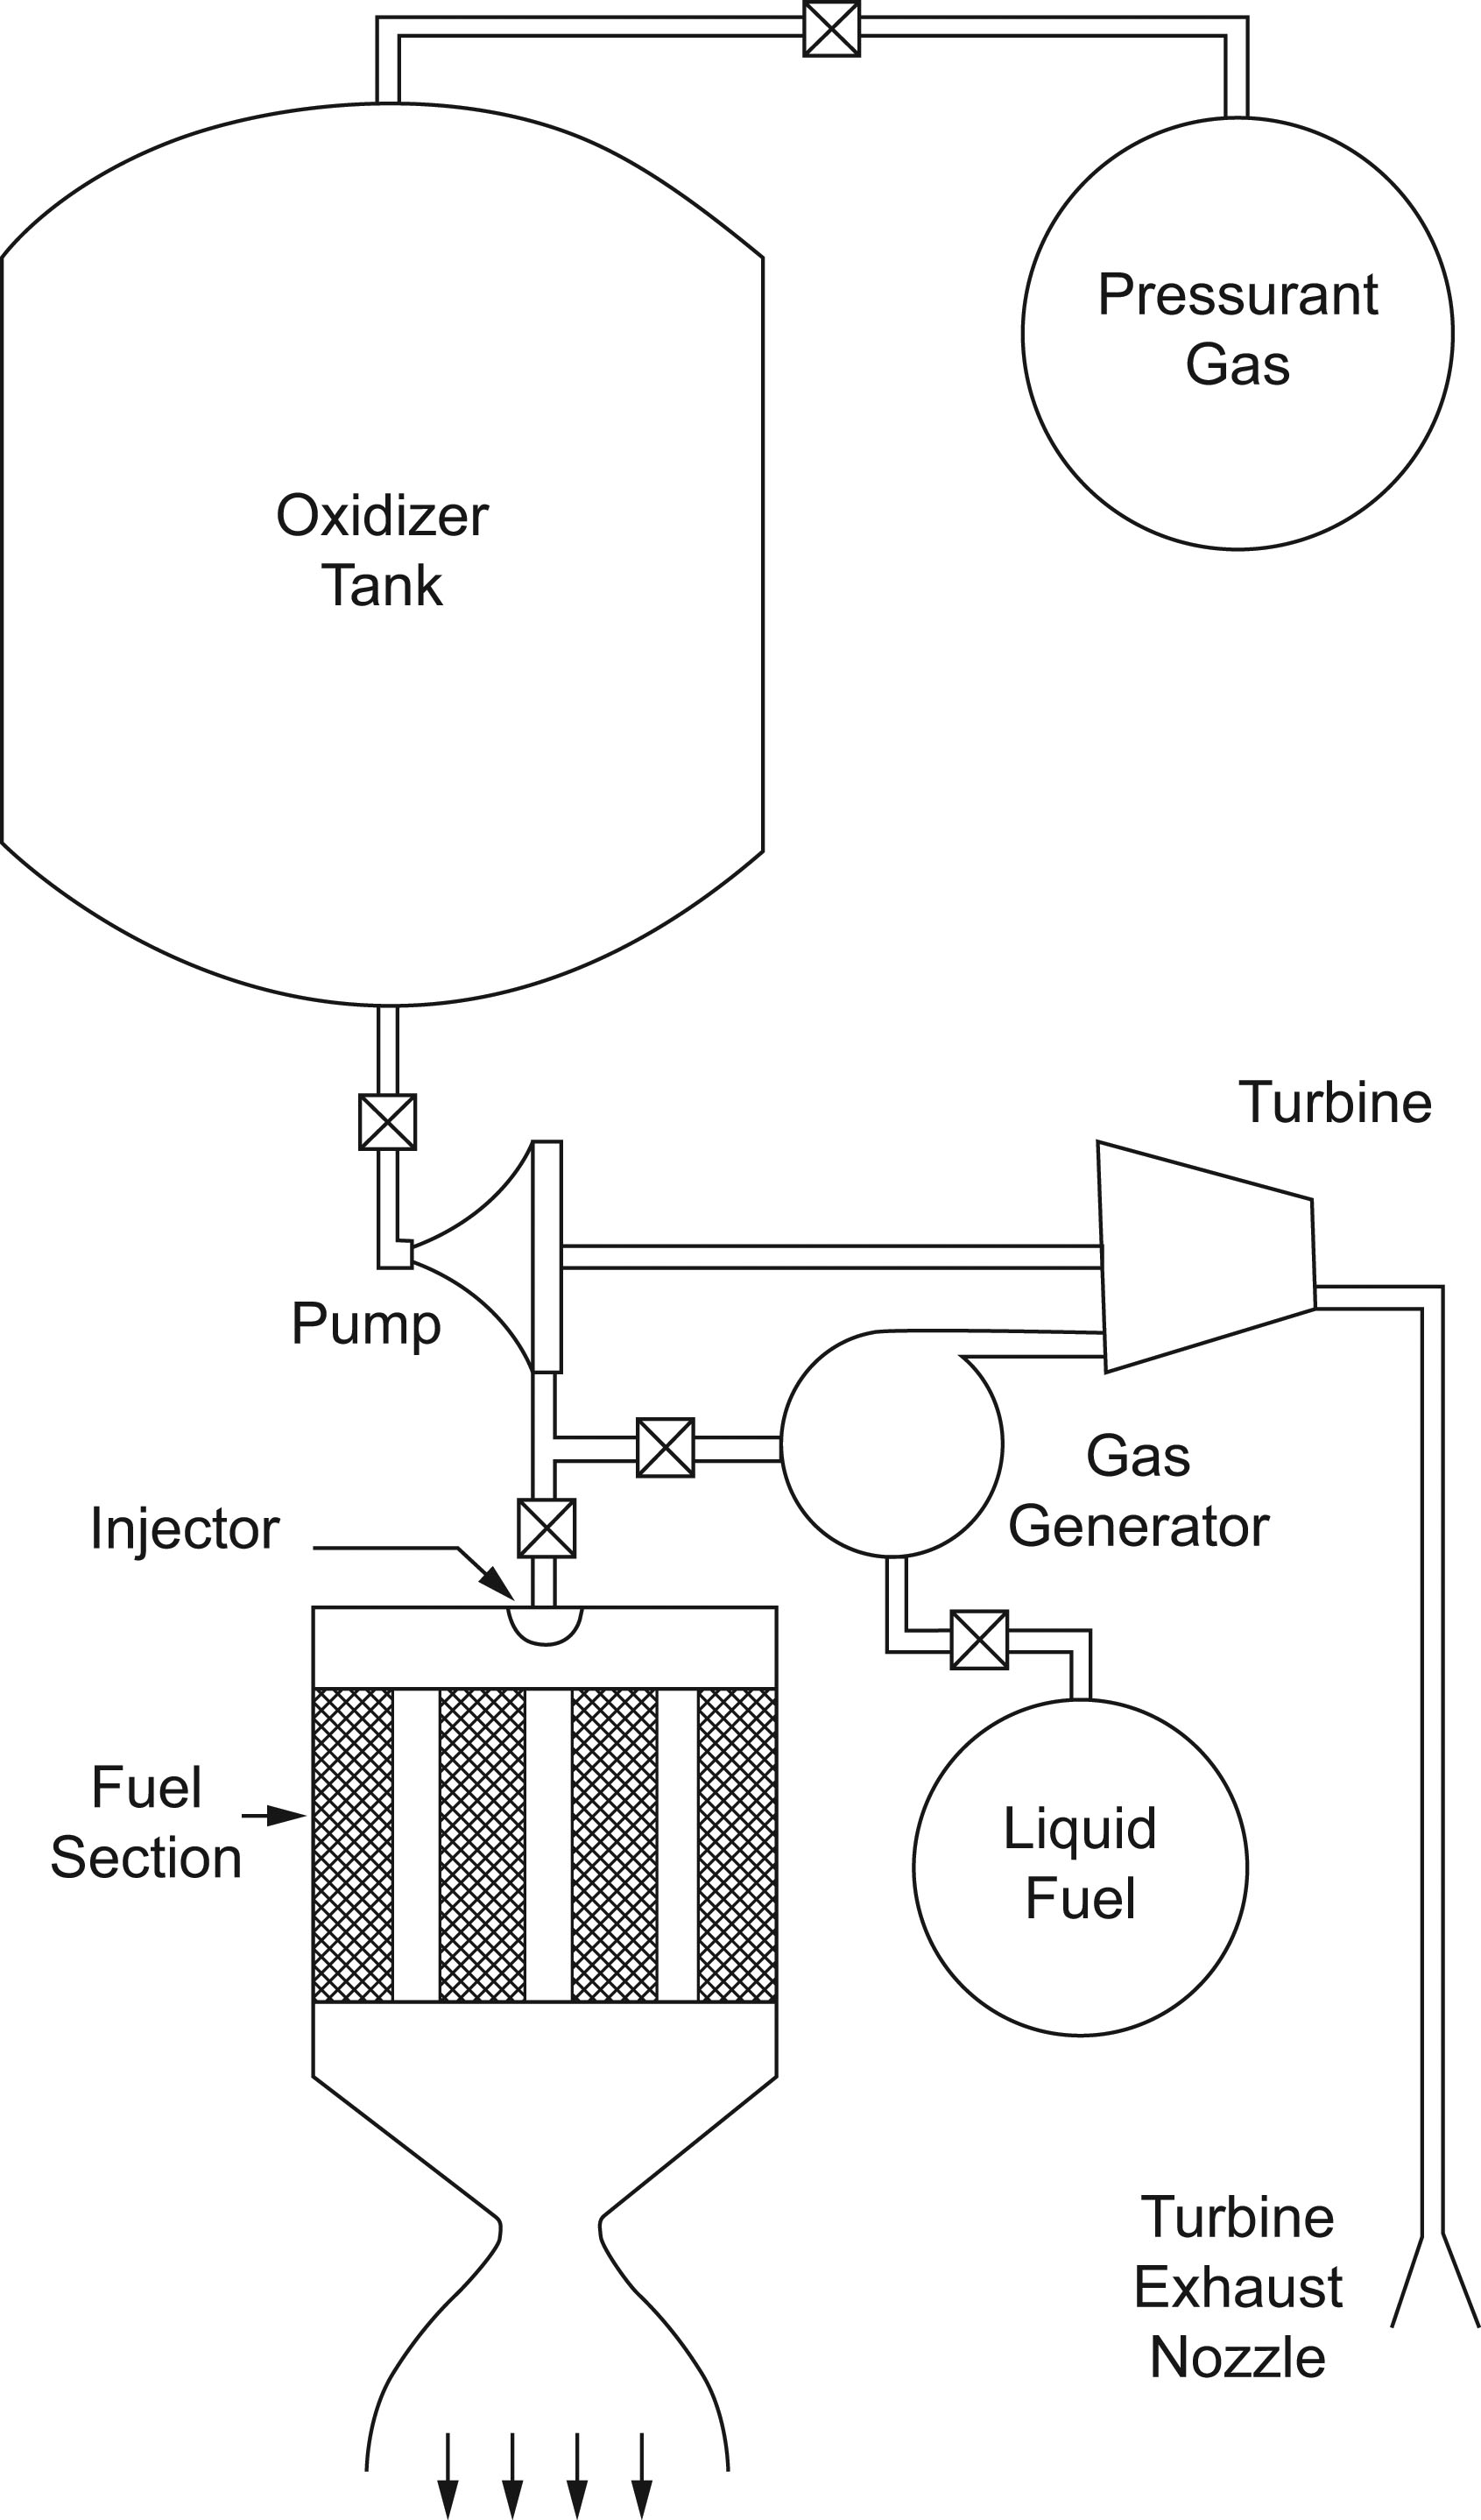 Pressurant
Gas
Oxidizer
Tank
Turbine
Pump
Gas
Generator
Injector
Fuel
Section
Liquid
Fuel
Turbine
Exhaust
Nozzle